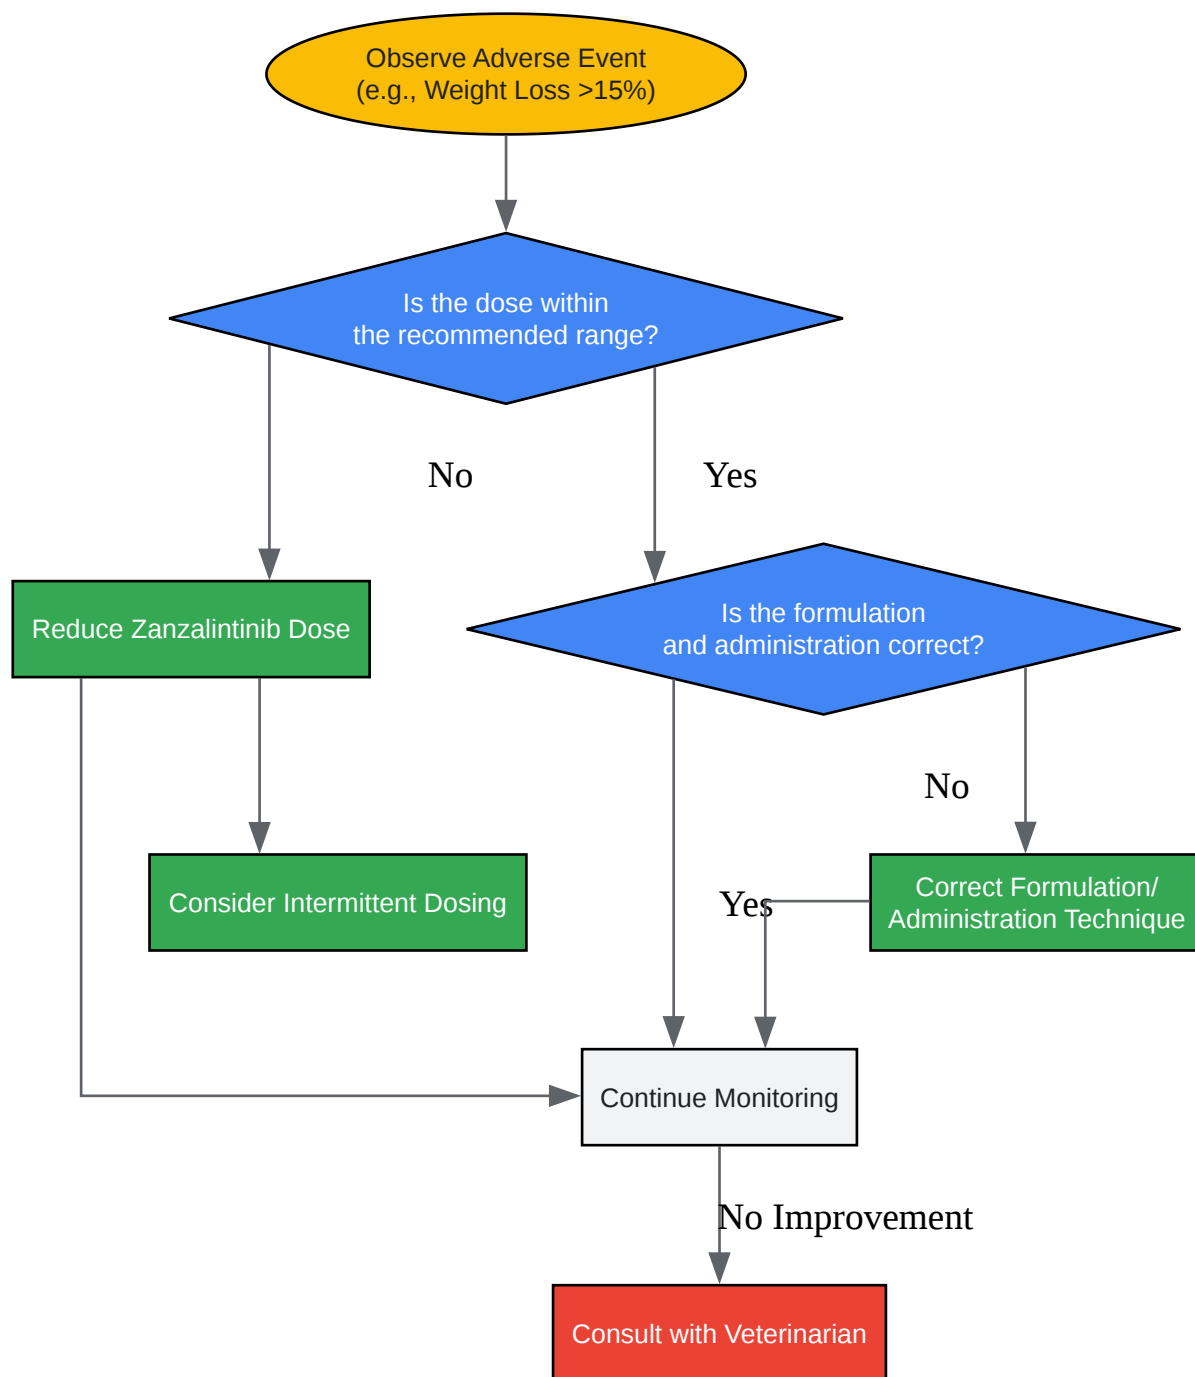 Observe Adverse Event
(e.g., Weight Loss >15%)
Is the dose within
the recommended range?
No
Yes
Reduce Zanzalintinib Dose
Is the formulation
and administration correct?
No
Consider Intermittent Dosing
Yes
Correct Formulation/
Administration Technique
Continue Monitoring
No Improvement
Consult with Veterinarian